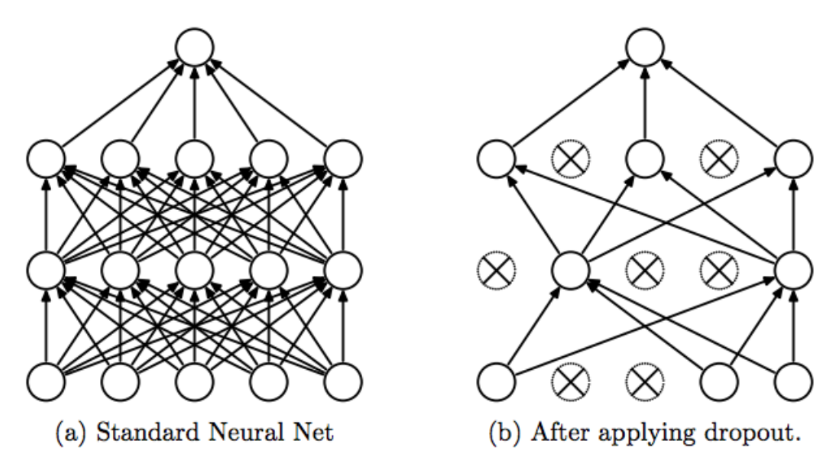 (a) Standard Neural Net
(b) After applying dropout.